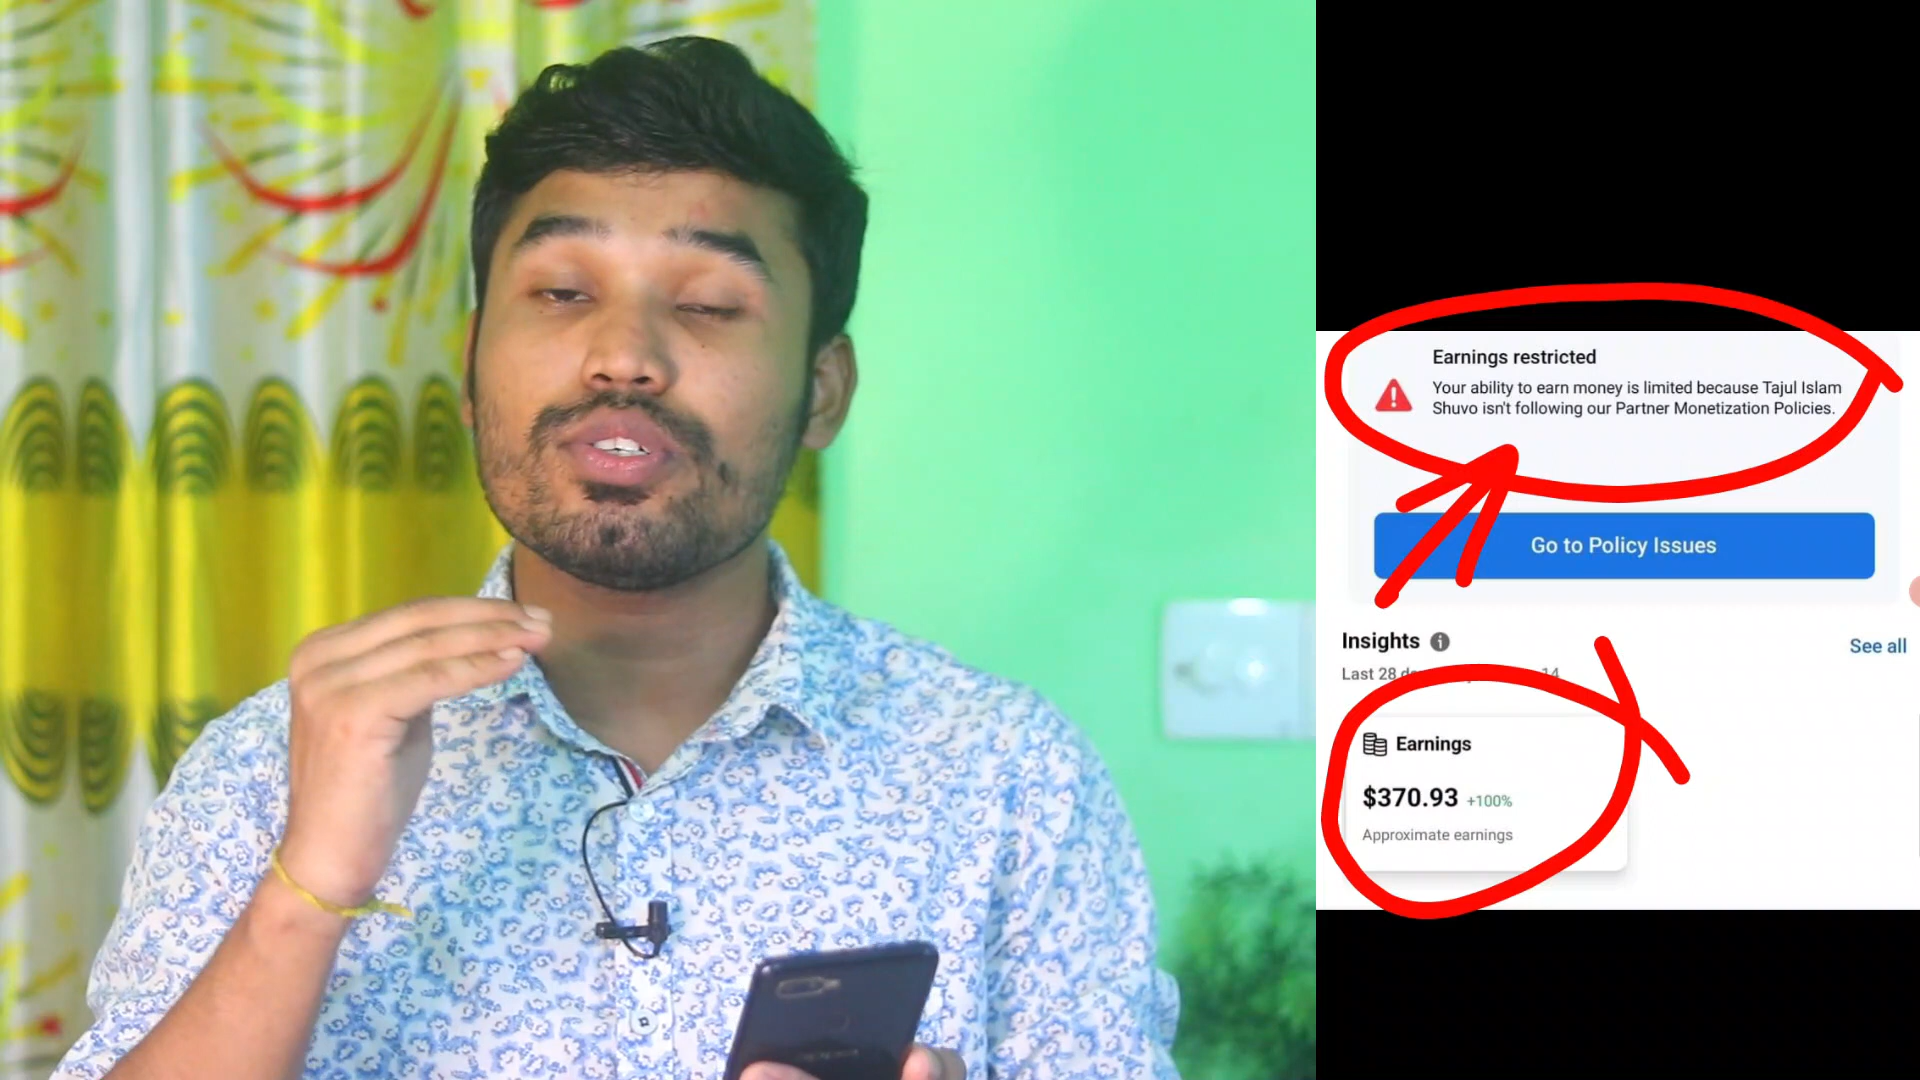 Earnings restricted
Your ability to earn money is limited because Tajul Islam
Shuvo isn't following our Partner Monetization Policies.
Go to Policy Issues
Insights
See all
Last 28 14
Earnings
$370.93 +100%
Approximate earnings